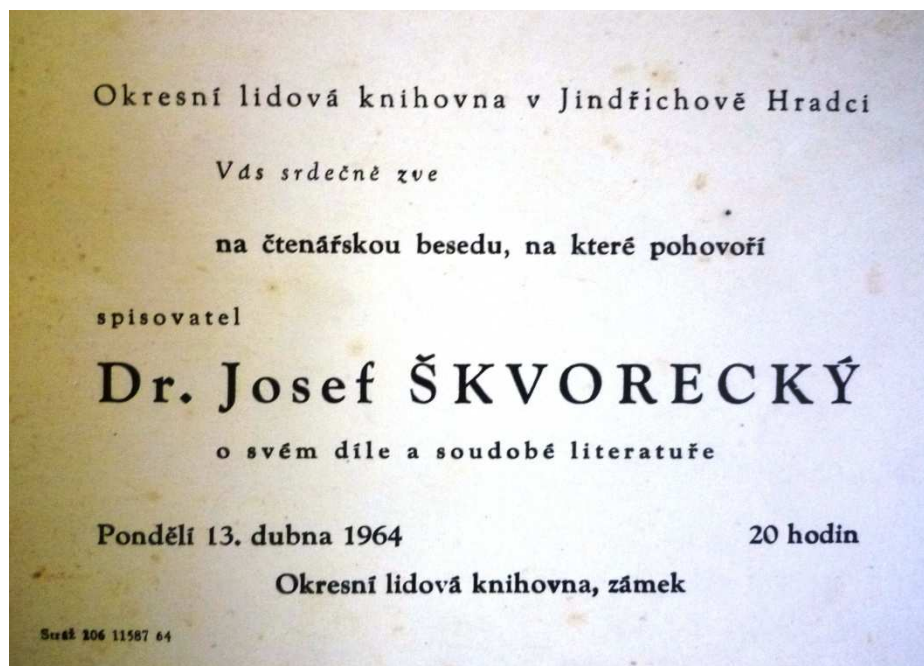 Okresní lidová knihovna v Jindřichově Hradci
Vás srdečně zve
na čtenářskou besedu, na které pohovoří
spisovatel
Dr. Josef ŠKVORECKÝ
o svém díle a soudobé literatuře
Pondělí 13. dubna 1964 20 hodin
Okresní lidová knihovna, zámek
Stráž 206 11587 64